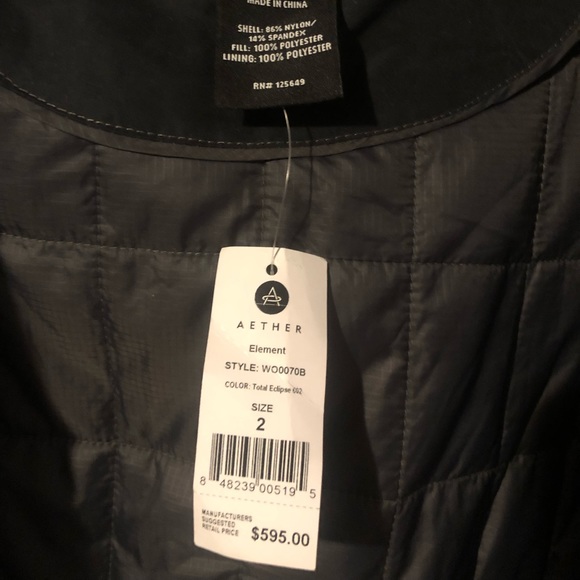 MADE IN CHINA
SHELL: 86% NYLON/
14% SPANDEX
FILL: 100% POLYESTER
LINING: 100% POLYESTER
RN# 125649
AETHER
Element
STYLE: WO0070B
COLOR: Total Eclipse 602
SIZE
2
8 48239 00519 5
MANUFACTURERS
SUGGESTED
RETAIL PRICE
$595.00